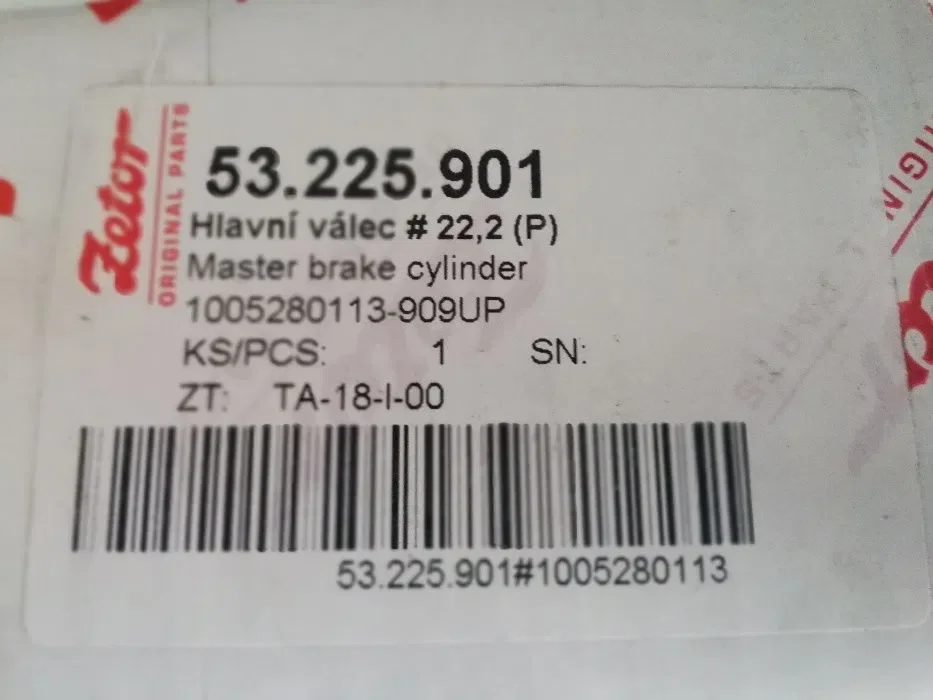 Zetor
ORIGINAL PARTS
53.225.901
Hlavní válec # 22,2 (P)
Master brake cylinder
1005280113-909UP
KS/PCS: 1 SN:
ZT: TA-18-I-00
53.225.901#1005280113